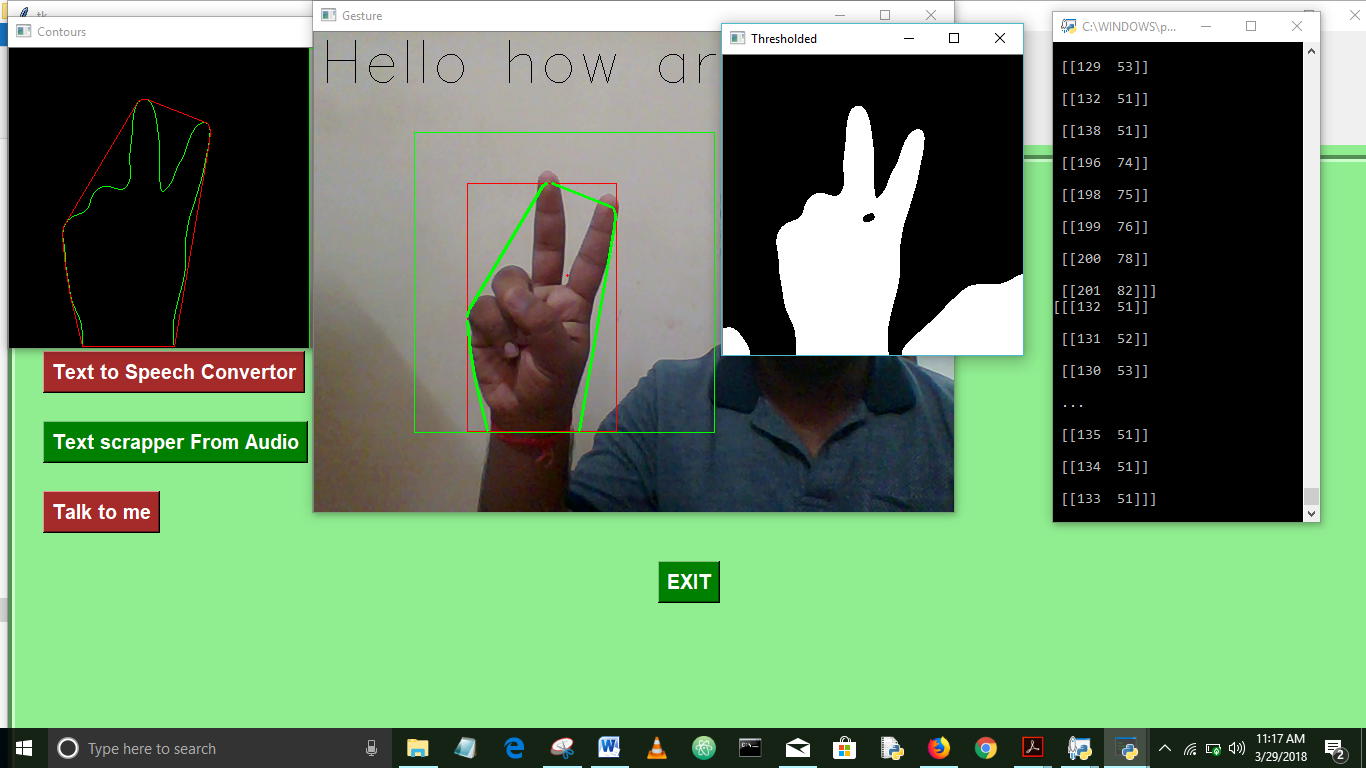 tk
Contours
Gesture
Hello how ar
Thresholded
C:\WINDOWS\p...
[[129 53]]
[[132 51]]
[[138 51]]
[[196 74]]
[[198 75]]
[[199 76]]
[[200 78]]
[[201 82]]]
[[[132 51]]
[[131 52]]
[[130 53]]
...
[[135 51]]
[[134 51]]
[[133 51]]]
Text to Speech Convertor
Text scrapper From Audio
Talk to me
EXIT
Type here to search
11:17 AM
3/29/2018
2